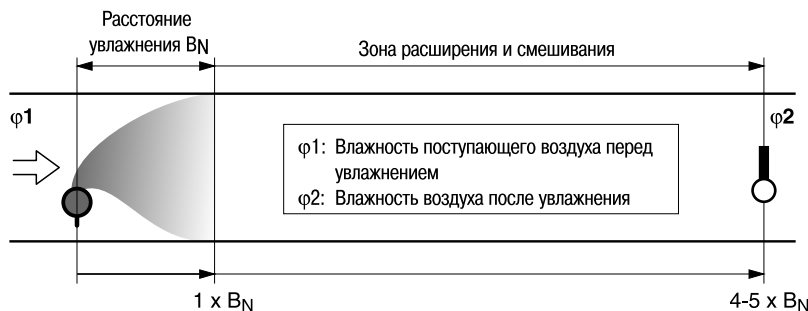 Расстояние
увлажнения BN
Зона расширения и смешивания
φ1
φ2
φ1: Влажность поступающего воздуха перед
увлажнением
φ2: Влажность воздуха после увлажнения
1 x BN
4-5 x BN